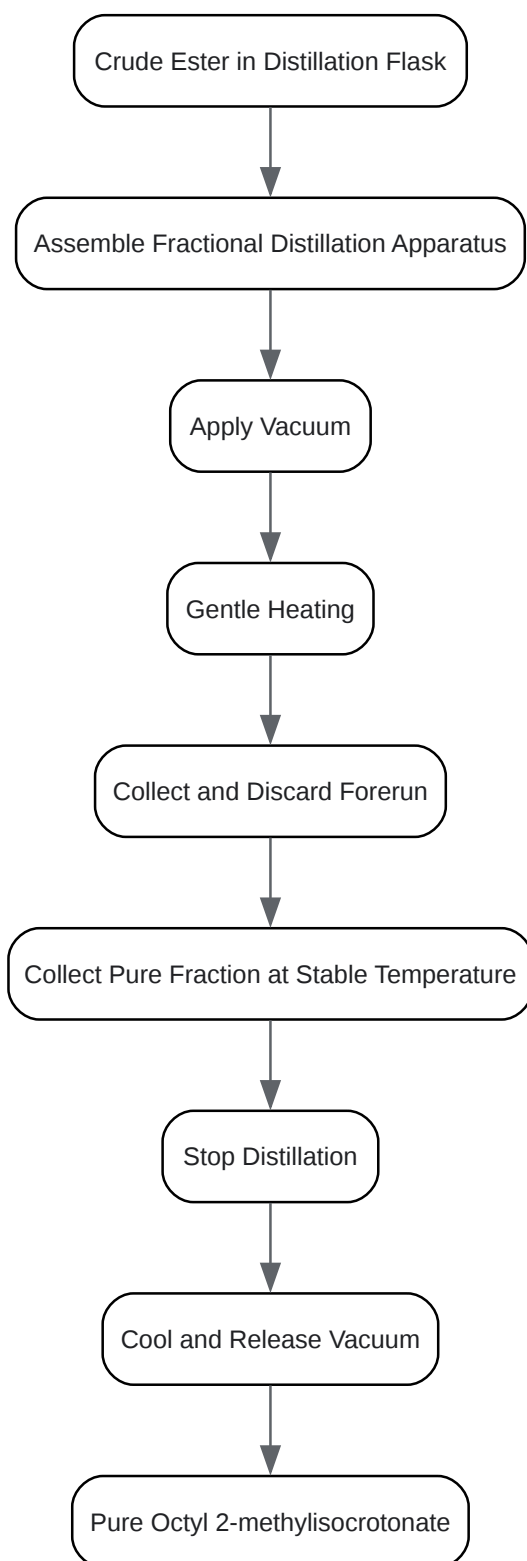 Crude Ester in Distillation Flask
Assemble Fractional Distillation Apparatus
Apply Vacuum
Gentle Heating
Collect and Discard Forerun
Collect Pure Fraction at Stable Temperature
Stop Distillation
Cool and Release Vacuum
Pure Octyl 2-methylisocrotonate